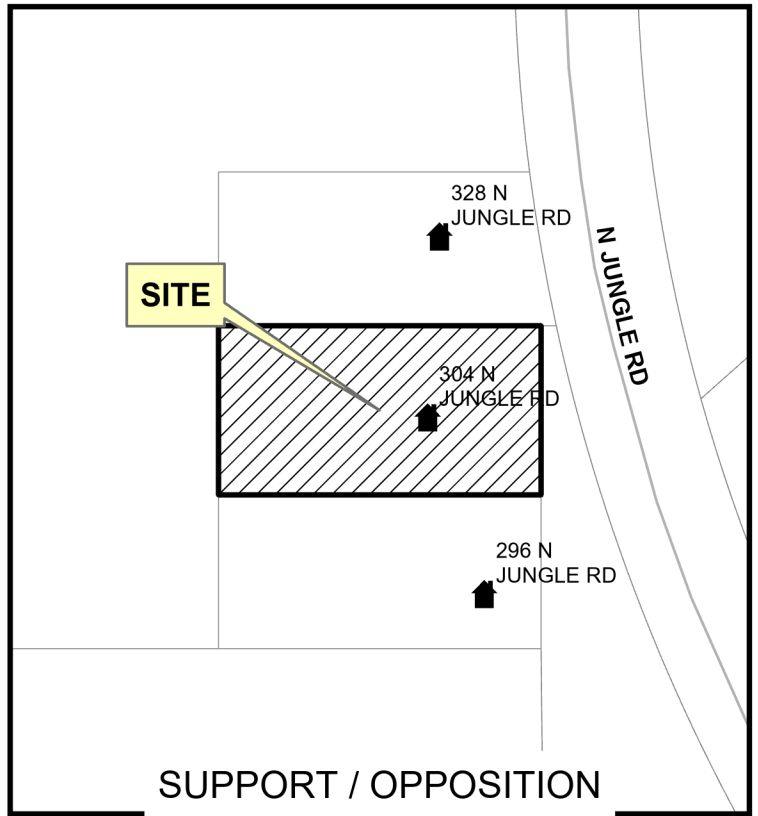 328 N
JUNGLE RD
N JUNGLE RD
SITE
304 N
JUNGLE RD
296 N
JUNGLE RD
SUPPORT / OPPOSITION